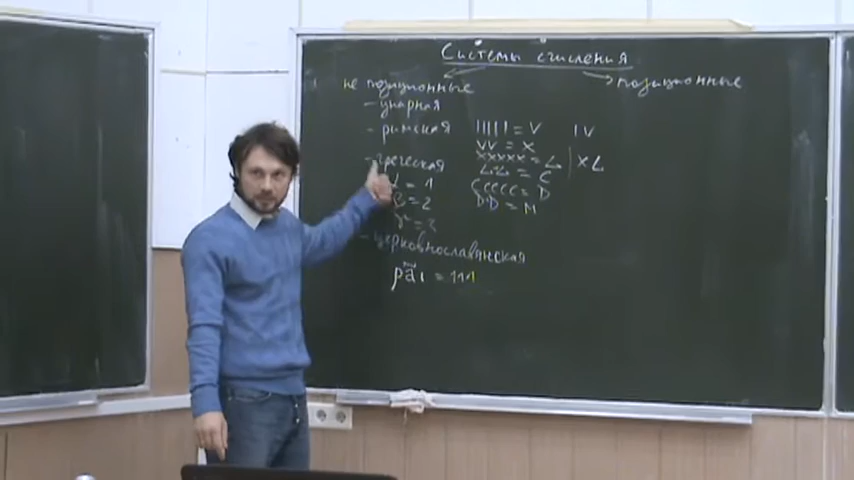 Системы счисления
не позиционные
позиционные
- унарная
- римская
IIIII = V
IV
VV = X
XXXXX = L
XL
LL = C
CCCCC = D
DD = M
- греческая
= 1
= 2
= 3
- церковнославянская
= 111